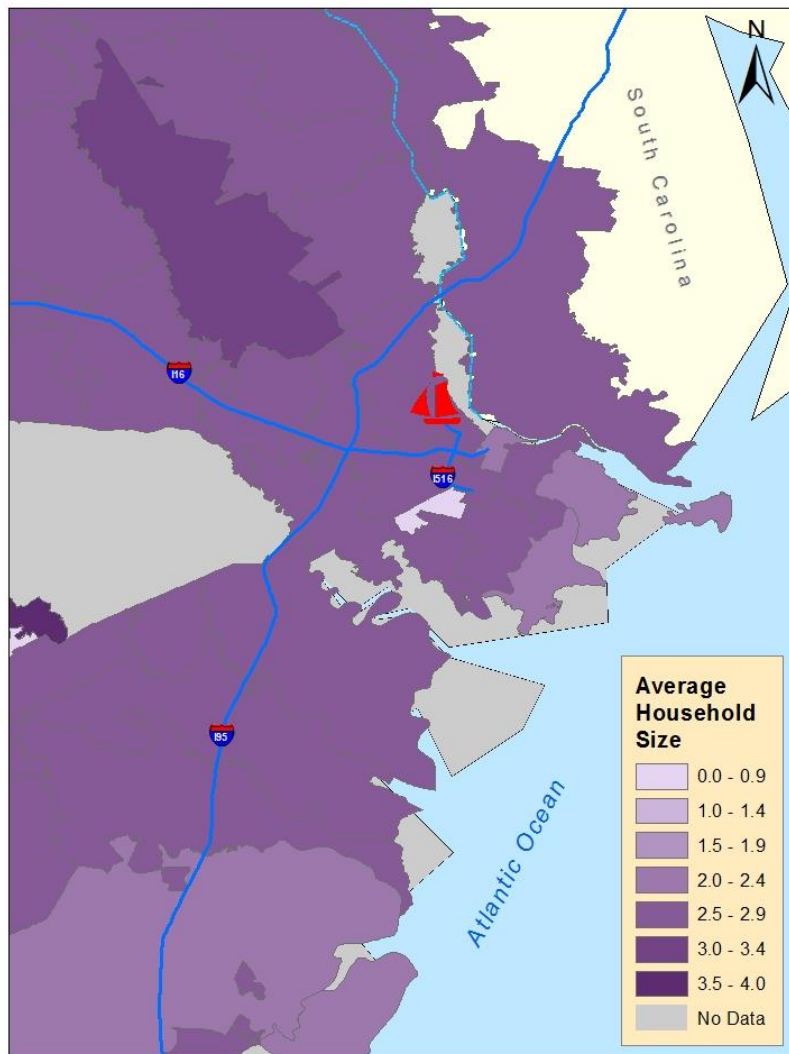 N
South Carolina
I16
I516
I95
Atlantic Ocean
Average
Household
Size
0.0 - 0.9
1.0 - 1.4
1.5 - 1.9
2.0 - 2.4
2.5 - 2.9
3.0 - 3.4
3.5 - 4.0
No Data